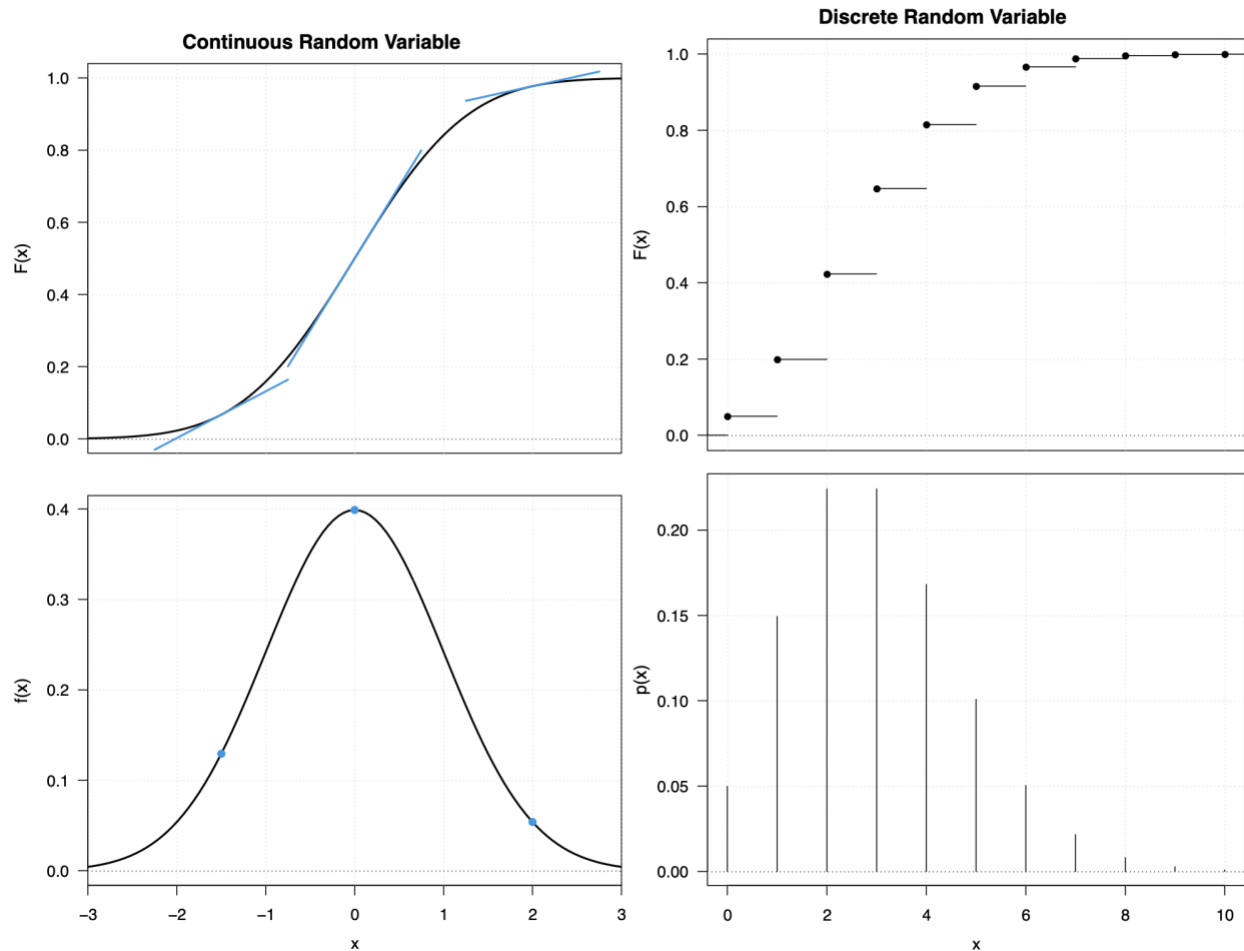 Continuous Random Variable
1.0
0.8
0.6
0.4
0.2
0.0
F(x)
0.4
0.3
0.2
0.1
0.0
f(x)
−3 −2 −1 0 1 2 3
x
Discrete Random Variable
1.0
0.8
0.6
0.4
0.2
0.0
F(x)
0.20
0.15
0.10
0.05
0.00
p(x)
0 2 4 6 8 10
x